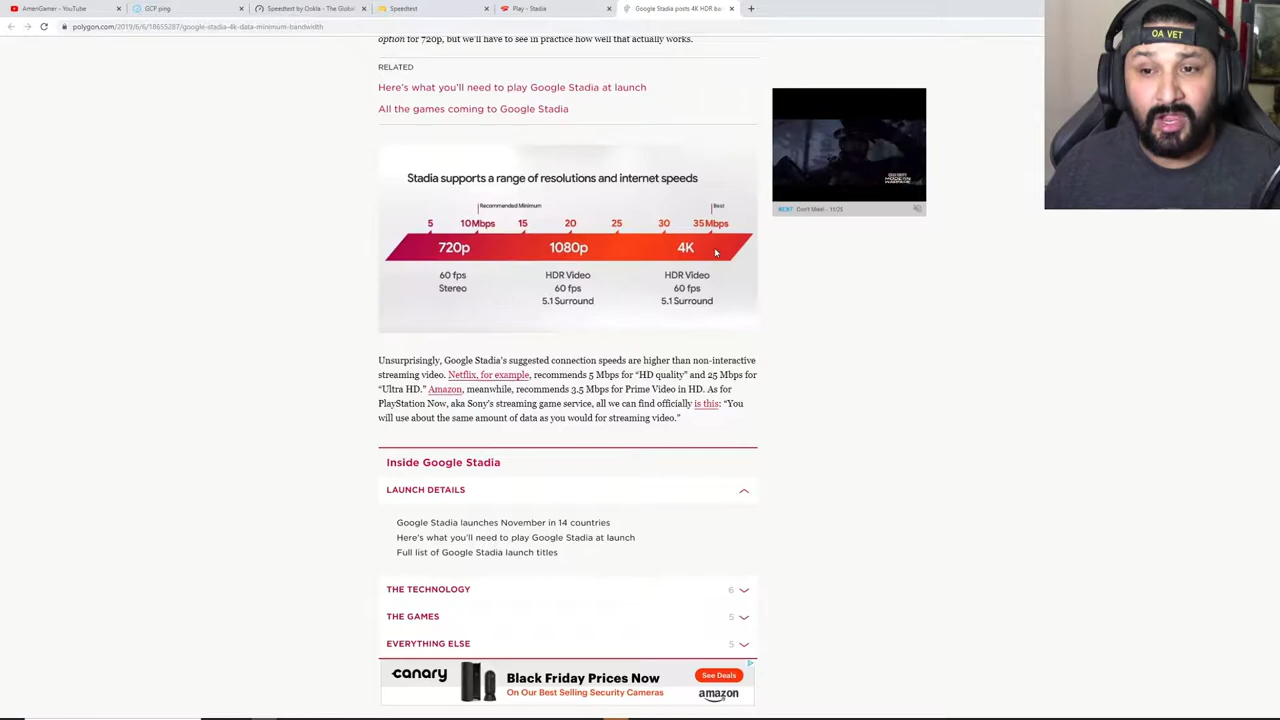 AmeriGamer - YouTube
GCP ping
Speedtest by Ookla - The Global
Speedtest
Play - Stadia
Google Stadia posts 4K HDR ba
polygon.com/2019/6/6/18655287/google-stadia-4k-data-minimum-bandwidth
OA VET
option for 720p, but we'll have to see in practice how well that actually works.
RELATED
Here's what you'll need to play Google Stadia at launch
All the games coming to Google Stadia
Stadia supports a range of resolutions and internet speeds
Recommended Minimum
Best
5 10Mbps 15 20 25 30 35Mbps
720p 1080p 4K
60 fps
Stereo
HDR Video
60 fps
5.1 Surround
HDR Video
60 fps
5.1 Surround
MODERN
WARFARE
NEXT Don't Miss! - 11/25
Unsurprisingly, Google Stadia's suggested connection speeds are higher than non-interactive
streaming video. Netflix, for example, recommends 5 Mbps for "HD quality" and 25 Mbps for
"Ultra HD." Amazon, meanwhile, recommends 3.5 Mbps for Prime Video in HD. As for
PlayStation Now, aka Sony's streaming game service, all we can find officially is this: "You
will use about the same amount of data as you would for streaming video."
Inside Google Stadia
LAUNCH DETAILS
Google Stadia launches November in 14 countries
Here's what you'll need to play Google Stadia at launch
Full list of Google Stadia launch titles
THE TECHNOLOGY 6
THE GAMES 5
EVERYTHING ELSE 5
canary
Black Friday Prices Now
On Our Best Selling Security Cameras
See Deals
amazon